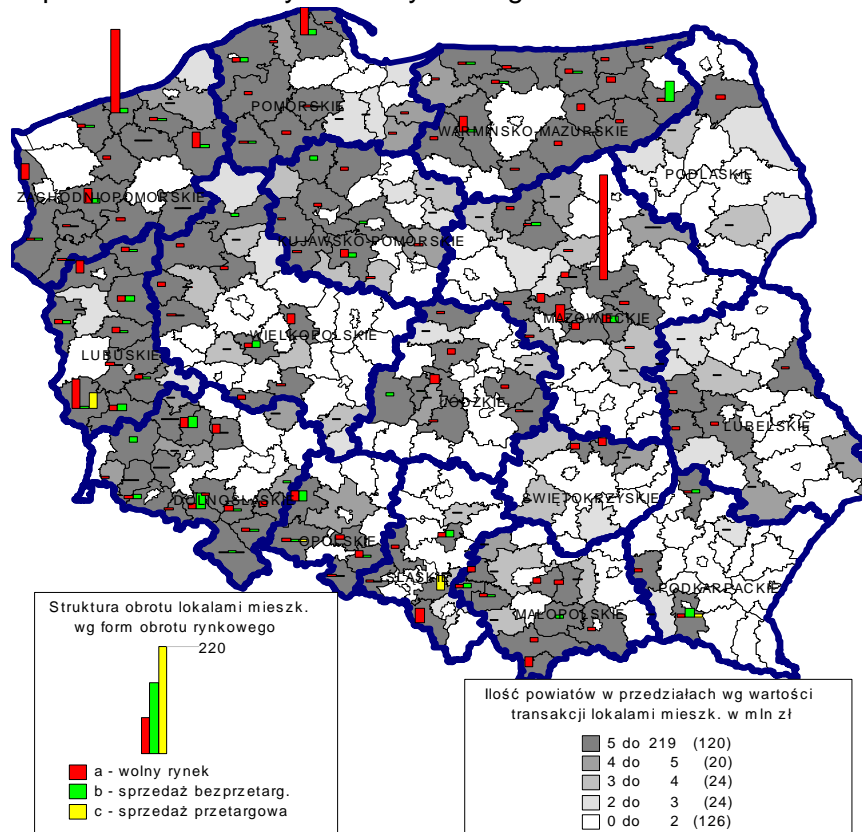 POMORSKIE
WARMIŃSKO-MAZURSKIE
PODLASKIE
ZACHODNIOPOMORSKIE
KUJAWSKO-POMORSKIE
WIELKOPOLSKIE
MAZOWIECKIE
LUBUSKIE
ŁÓDZKIE
LUBELSKIE
DOLNOŚLĄSKIE
ŚWIĘTOKRZYSKIE
OPOLSKIE
ŚLĄSKIE
PODKARPACKIE
MAŁOPOLSKIE
Struktura obrotu lokalami mieszk.
wg form obrotu rynkowego
220
a - wolny rynek
b - sprzedaż bezprzetarg.
c - sprzedaż przetargowa
Ilość powiatów w przedziałach wg wartości
transakcji lokalami mieszk. w mln zł
5 do 219 (120)
4 do 5 (20)
3 do 4 (24)
2 do 3 (24)
0 do 2 (126)